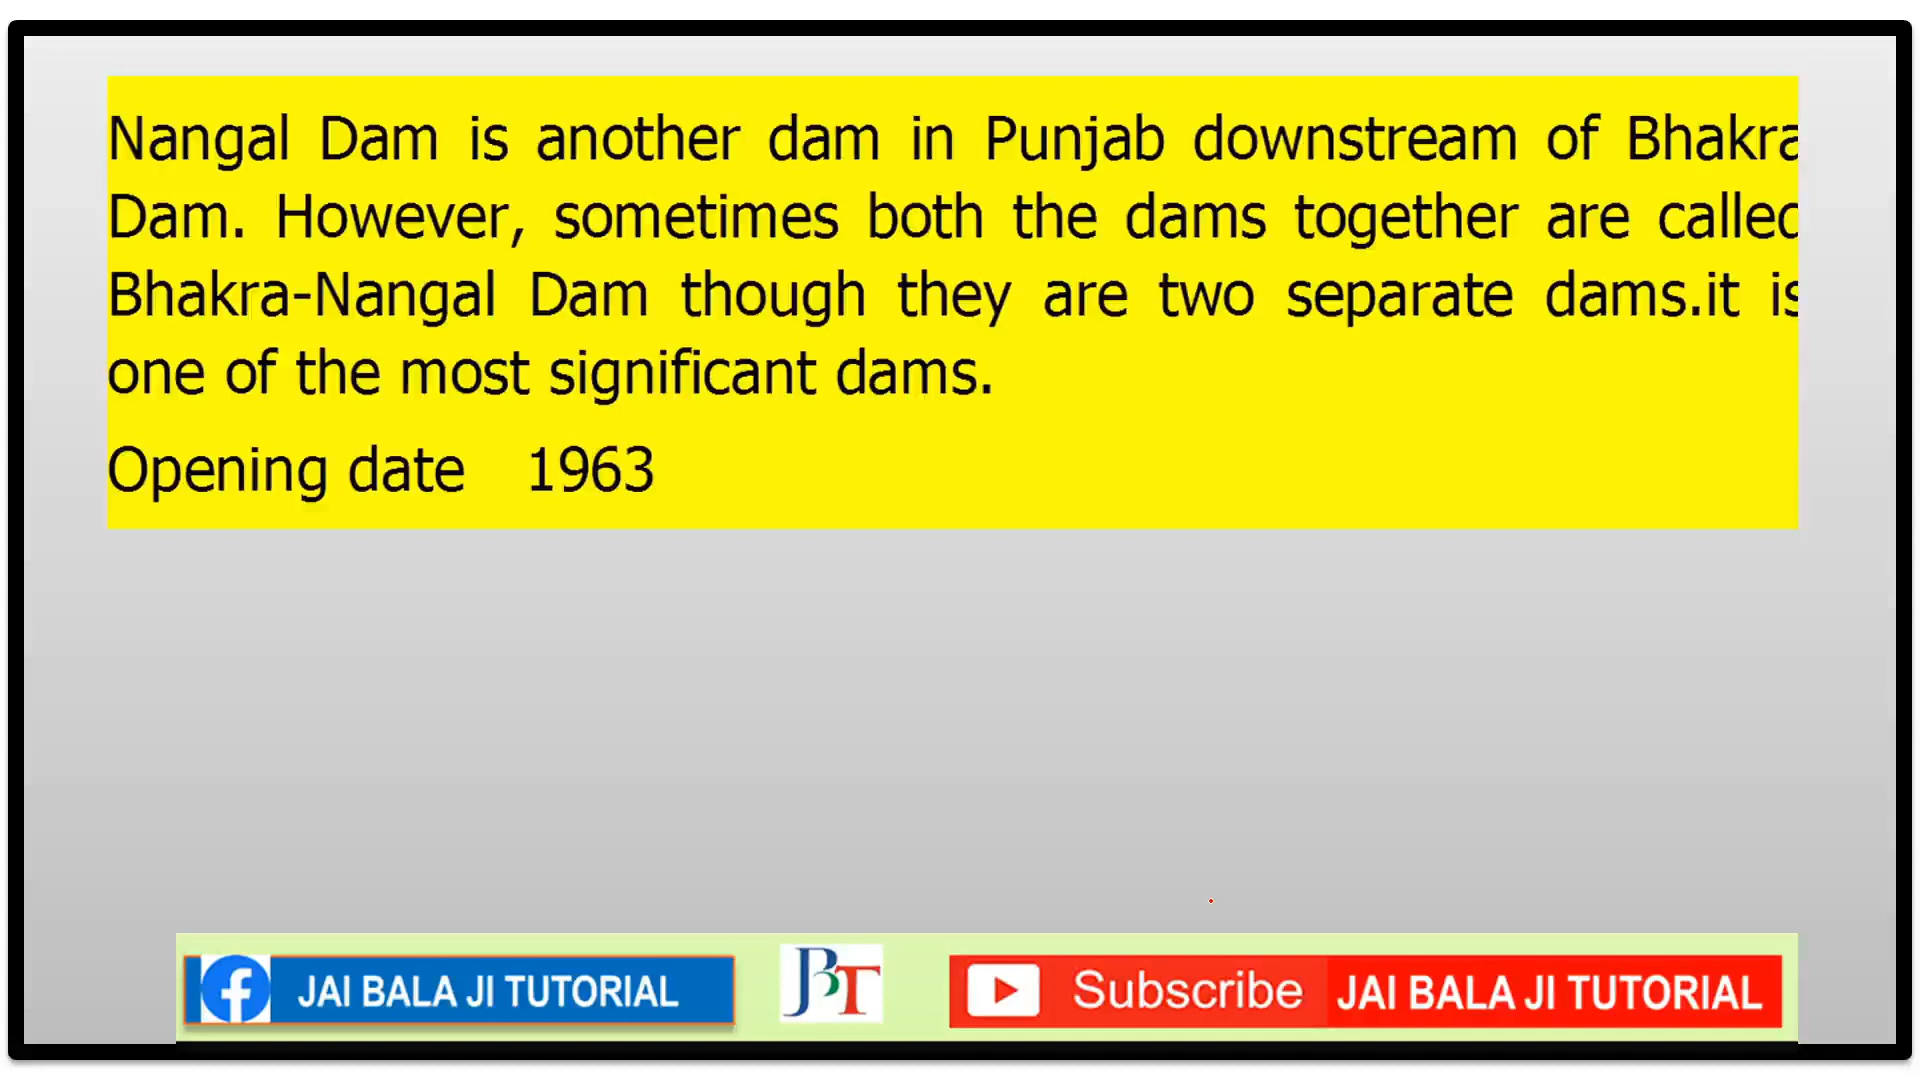 Nangal Dam is another dam in Punjab downstream of Bhakra
Dam. However, sometimes both the dams together are called
Bhakra-Nangal Dam though they are two separate dams.it is
one of the most significant dams.
Opening date 1963
JAI BALA JI TUTORIAL
JBT
Subscribe JAI BALA JI TUTORIAL